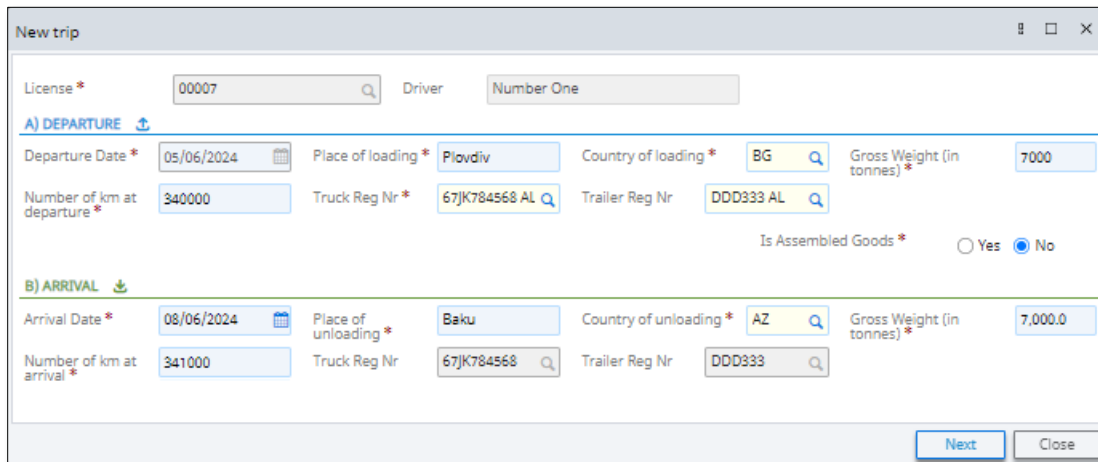 New trip
License * 00007 Driver Number One
A) DEPARTURE
Departure Date * 05/06/2024 Place of loading * Plovdiv Country of loading * BG Gross Weight (in tonnes) * 7000
Number of km at departure * 340000 Truck Reg Nr * 67JK784568 AL Trailer Reg Nr DDD333 AL
Is Assembled Goods * Yes No
B) ARRIVAL
Arrival Date * 08/06/2024 Place of unloading * Baku Country of unloading * AZ Gross Weight (in tonnes) * 7,000.0
Number of km at arrival * 341000 Truck Reg Nr 67JK784568 Trailer Reg Nr DDD333
Next Close